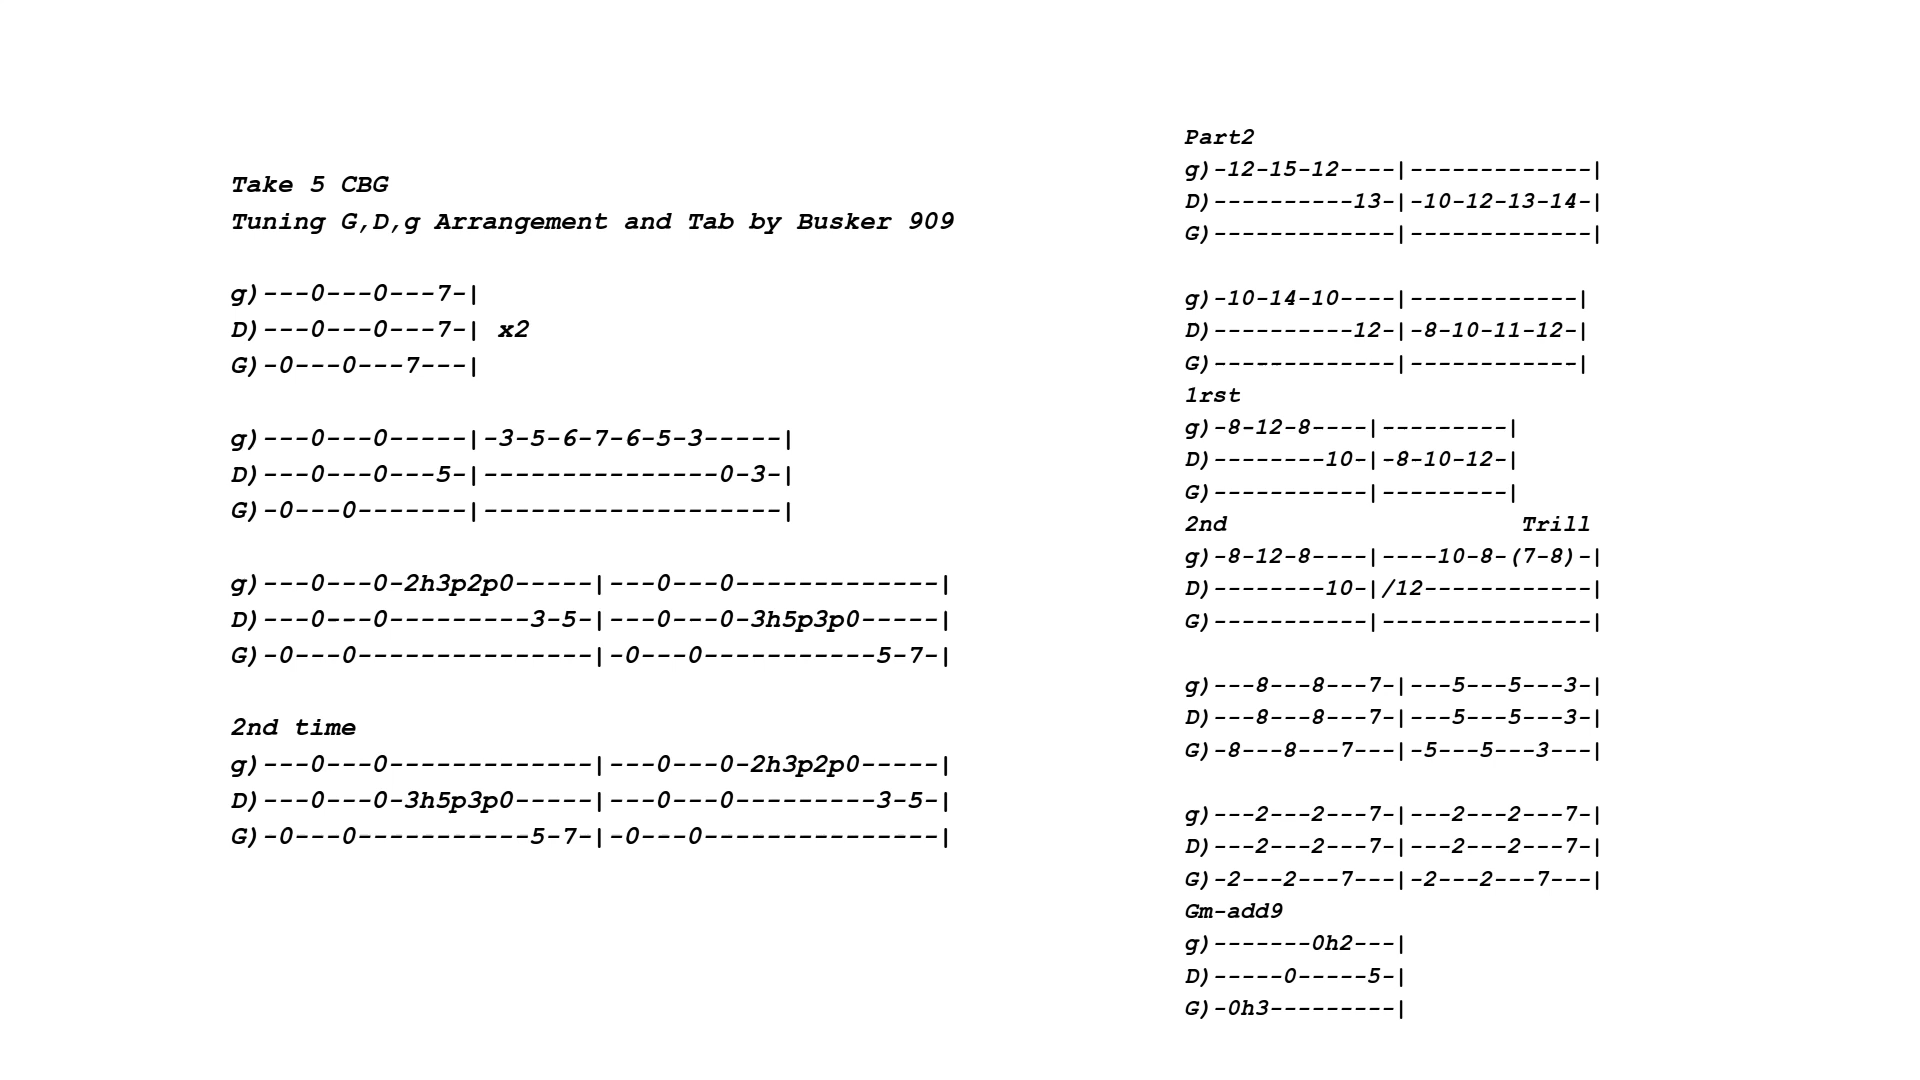 Take 5 CBG
Tuning G,D,g Arrangement and Tab by Busker 909
g)---0---0---7-|
D)---0---0---7-| x2
G)-0---0---7---|
g)---0---0-----|-3-5-6-7-6-5-3-----|
D)---0---0---5-|---------------0-3-|
G)-0---0-------|-------------------|
g)---0---0-2h3p2p0-----|---0---0-------------|
D)---0---0---------3-5-|---0---0-3h5p3p0-----|
G)-0---0---------------|-0---0-----------5-7-|
2nd time
g)---0---0-------------|---0---0-2h3p2p0-----|
D)---0---0-3h5p3p0-----|---0---0---------3-5-|
G)-0---0-----------5-7-|-0---0---------------|
Part2
g)-12-15-12----|-------------|
D)----------13-|-10-12-13-14-|
G)-------------|-------------|
g)-10-14-10----|------------|
D)----------12-|-8-10-11-12-|
G)-------------|------------|
1rst
g)-8-12-8----|---------|
D)--------10-|-8-10-12-|
G)-----------|---------|
2nd                     Trill
g)-8-12-8----|----10-8-(7-8)-|
D)--------10-|/12------------|
G)-----------|---------------|
g)---8---8---7-|---5---5---3-|
D)---8---8---7-|---5---5---3-|
G)-8---8---7---|-5---5---3---|
g)---2---2---7-|---2---2---7-|
D)---2---2---7-|---2---2---7-|
G)-2---2---7---|-2---2---7---|
Gm-add9
g)-------0h2---|
D)-----0-----5-|
G)-0h3---------|